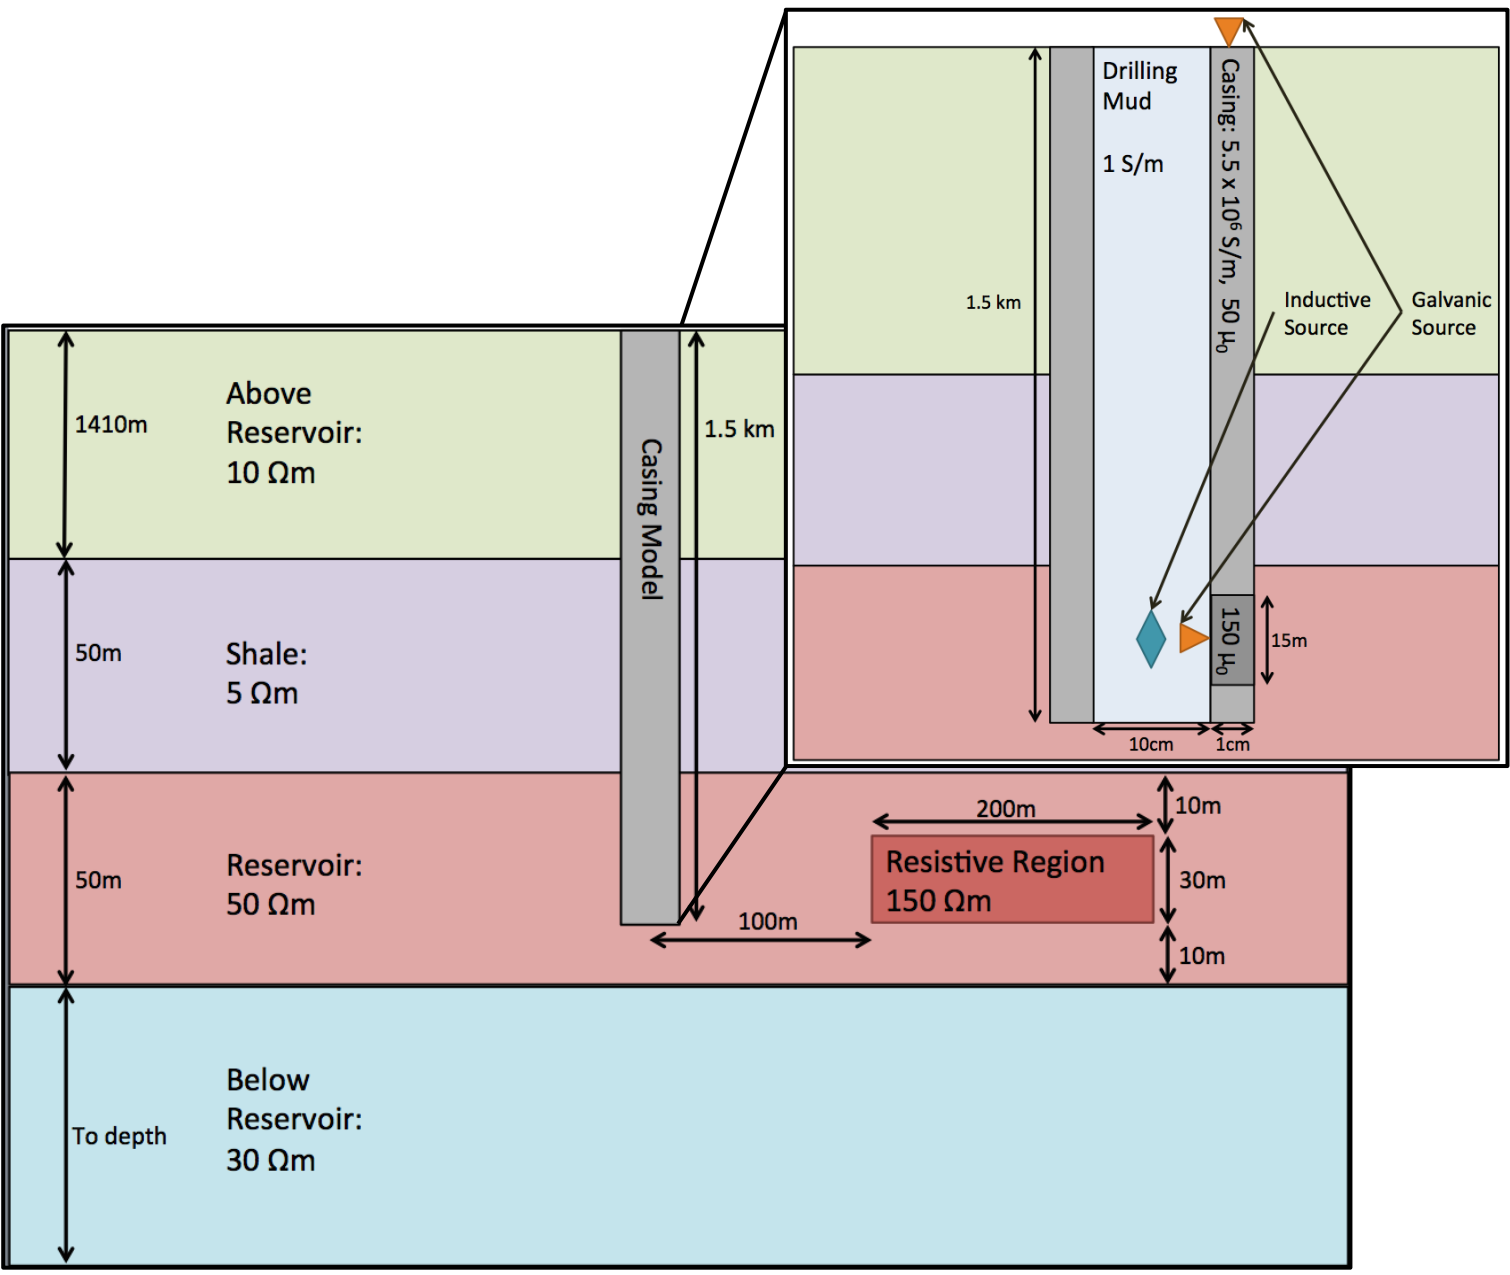 Drilling
Mud
1 S/m
Casing: 5.5 x 10⁶ S/m, 50 μ₀
1.5 km
Inductive
Source
Galvanic
Source
150 μ₀
15m
10cm
1cm
1410m
Above
Reservoir:
10 Ωm
Casing Model
1.5 km
50m
Shale:
5 Ωm
50m
Reservoir:
50 Ωm
100m
200m
Resistive Region
150 Ωm
10m
30m
10m
To depth
Below
Reservoir:
30 Ωm